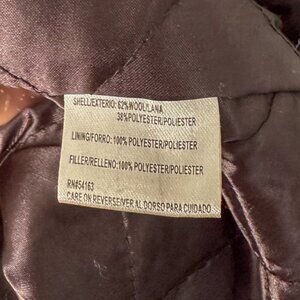 SHELL/EXTERIO: 62% WOOL/LANA
38% POLYESTER/POLIESTER
LINING/FORRO: 100% POLYESTER/POLIESTER
FILLER/RELLENO:100% POLYESTER/POLIESTER
RN#54163
CARE ON REVERSE/VER AL DORSO PARA CUIDADO